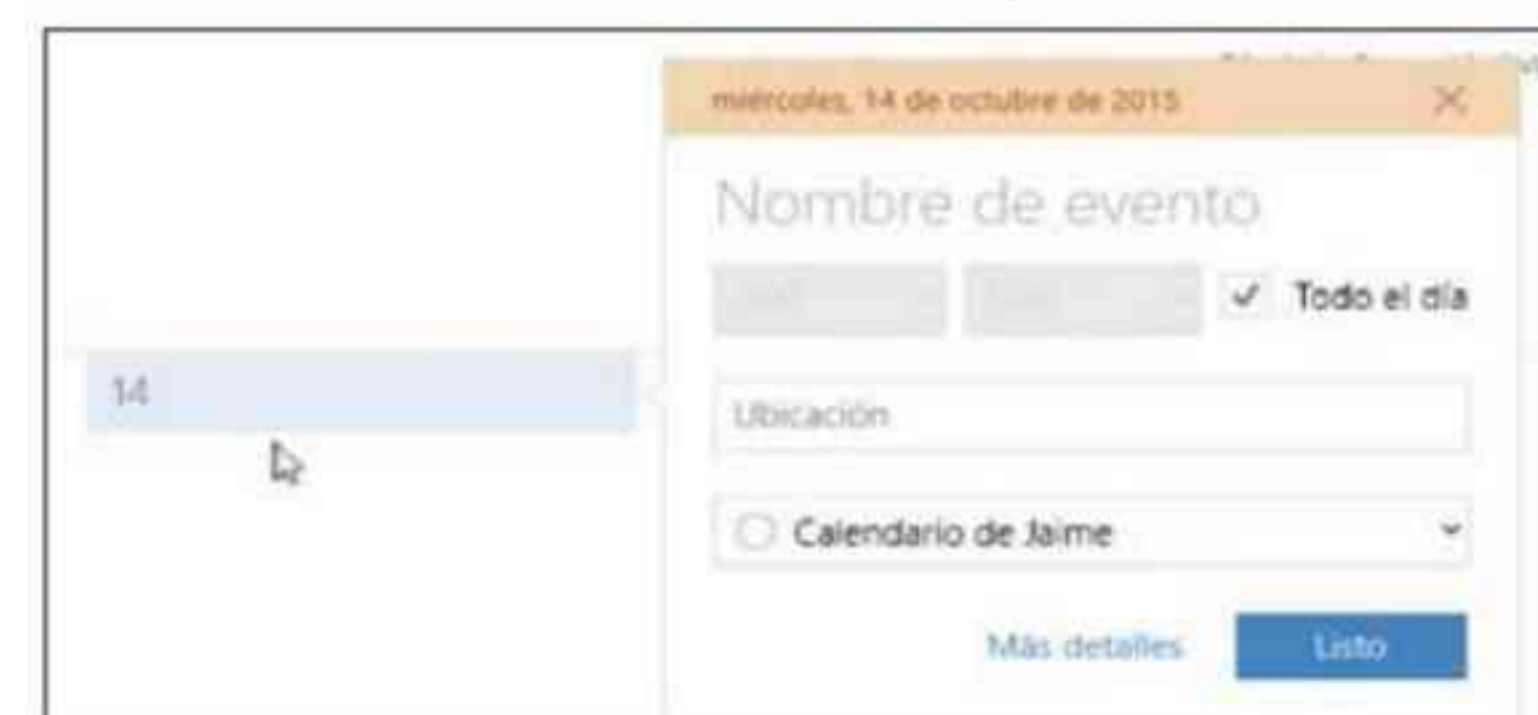 miércoles, 14 de octubre de 2015
Nombre de evento
Todo el día
14
Ubicación
Calendario de Jaime
Más detalles
Listo